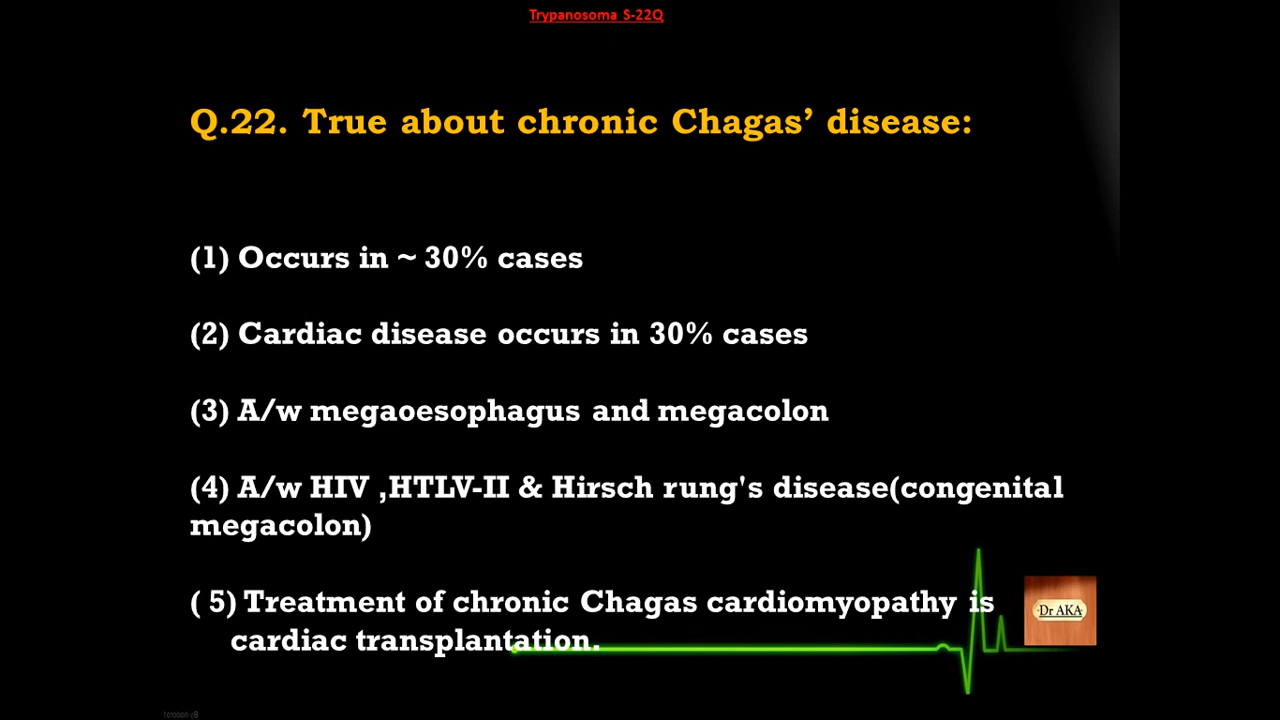 Trypanosoma S-22Q
Q.22. True about chronic Chagas’ disease:
(1) Occurs in ~ 30% cases
(2) Cardiac disease occurs in 30% cases
(3) A/w megaoesophagus and megacolon
(4) A/w HIV ,HTLV-II & Hirsch rung's disease(congenital
megacolon)
( 5) Treatment of chronic Chagas cardiomyopathy is
cardiac transplantation.
Dr AKA